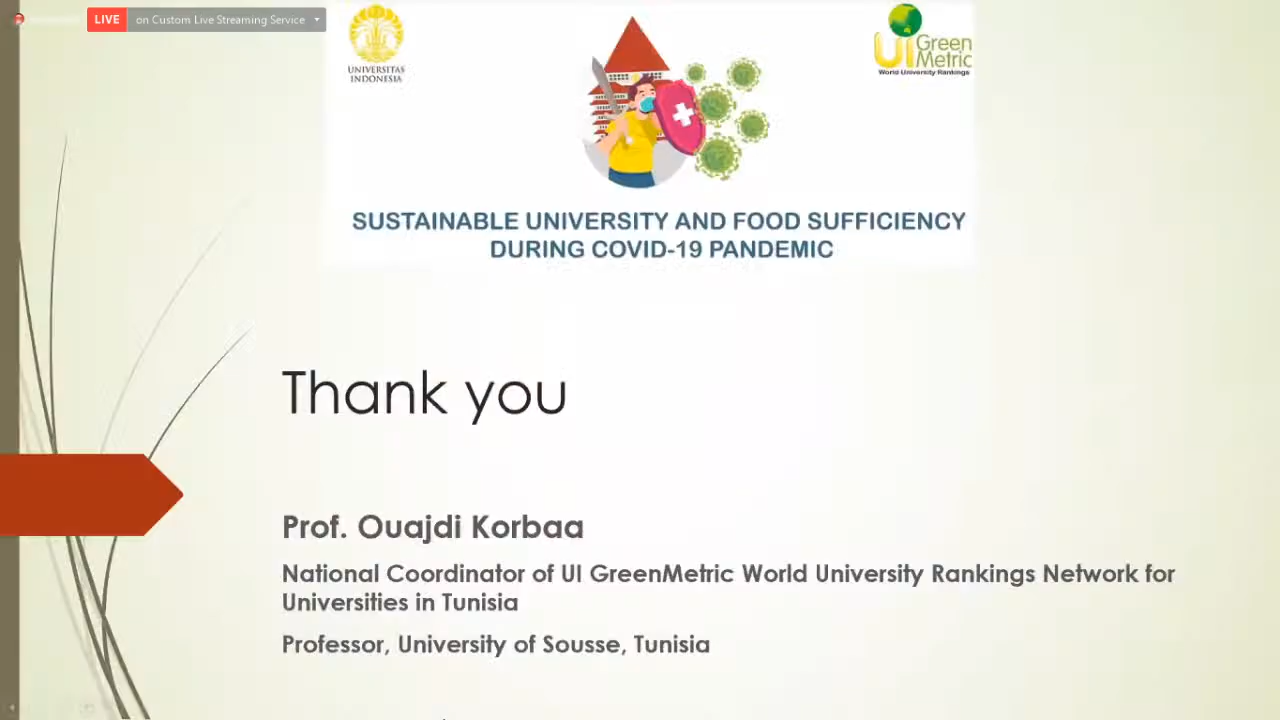 LIVE on Custom Live Streaming Service
UNIVERSITAS
INDONESIA
UI Green
Metric
World University Rankings
SUSTAINABLE UNIVERSITY AND FOOD SUFFICIENCY
DURING COVID-19 PANDEMIC
Thank you
Prof. Ouajdi Korbaa
National Coordinator of UI GreenMetric World University Rankings Network for
Universities in Tunisia
Professor, University of Sousse, Tunisia